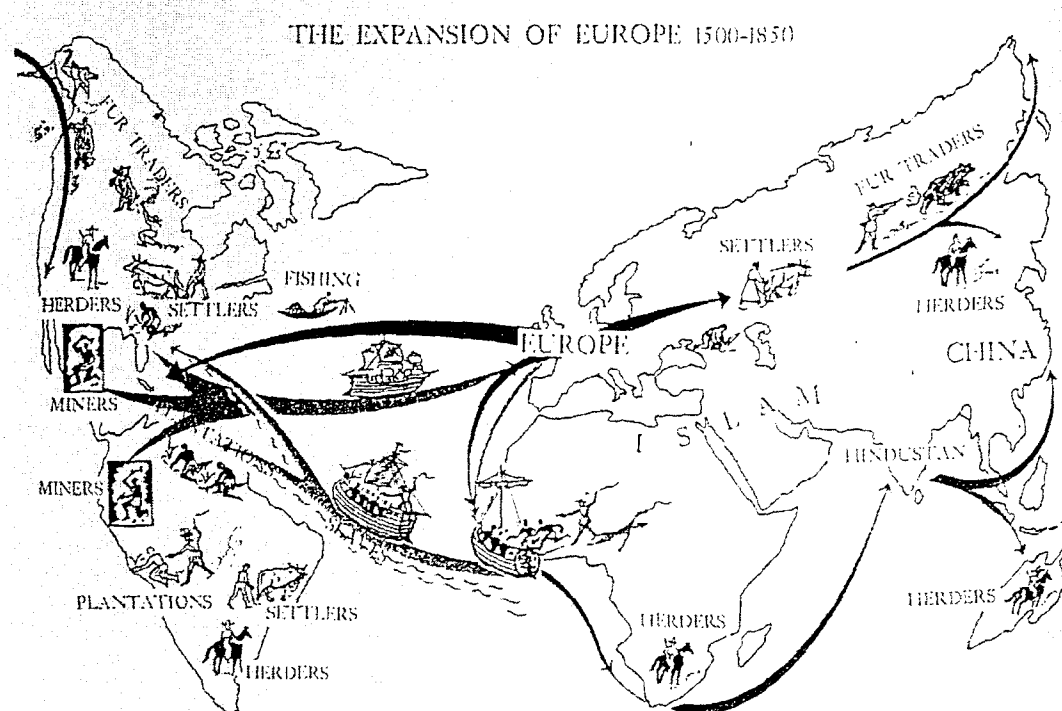 THE EXPANSION OF EUROPE 1500-1850
FUR TRADERS
FUR TRADERS
SETTLERS
FISHING
HERDERS
SETTLERS
HERDERS
EUROPE
CHINA
MINERS
ISLAM
HINDUSTAN
MINERS
PLANTATIONS
SETTLERS
HERDERS
HERDERS
HERDERS